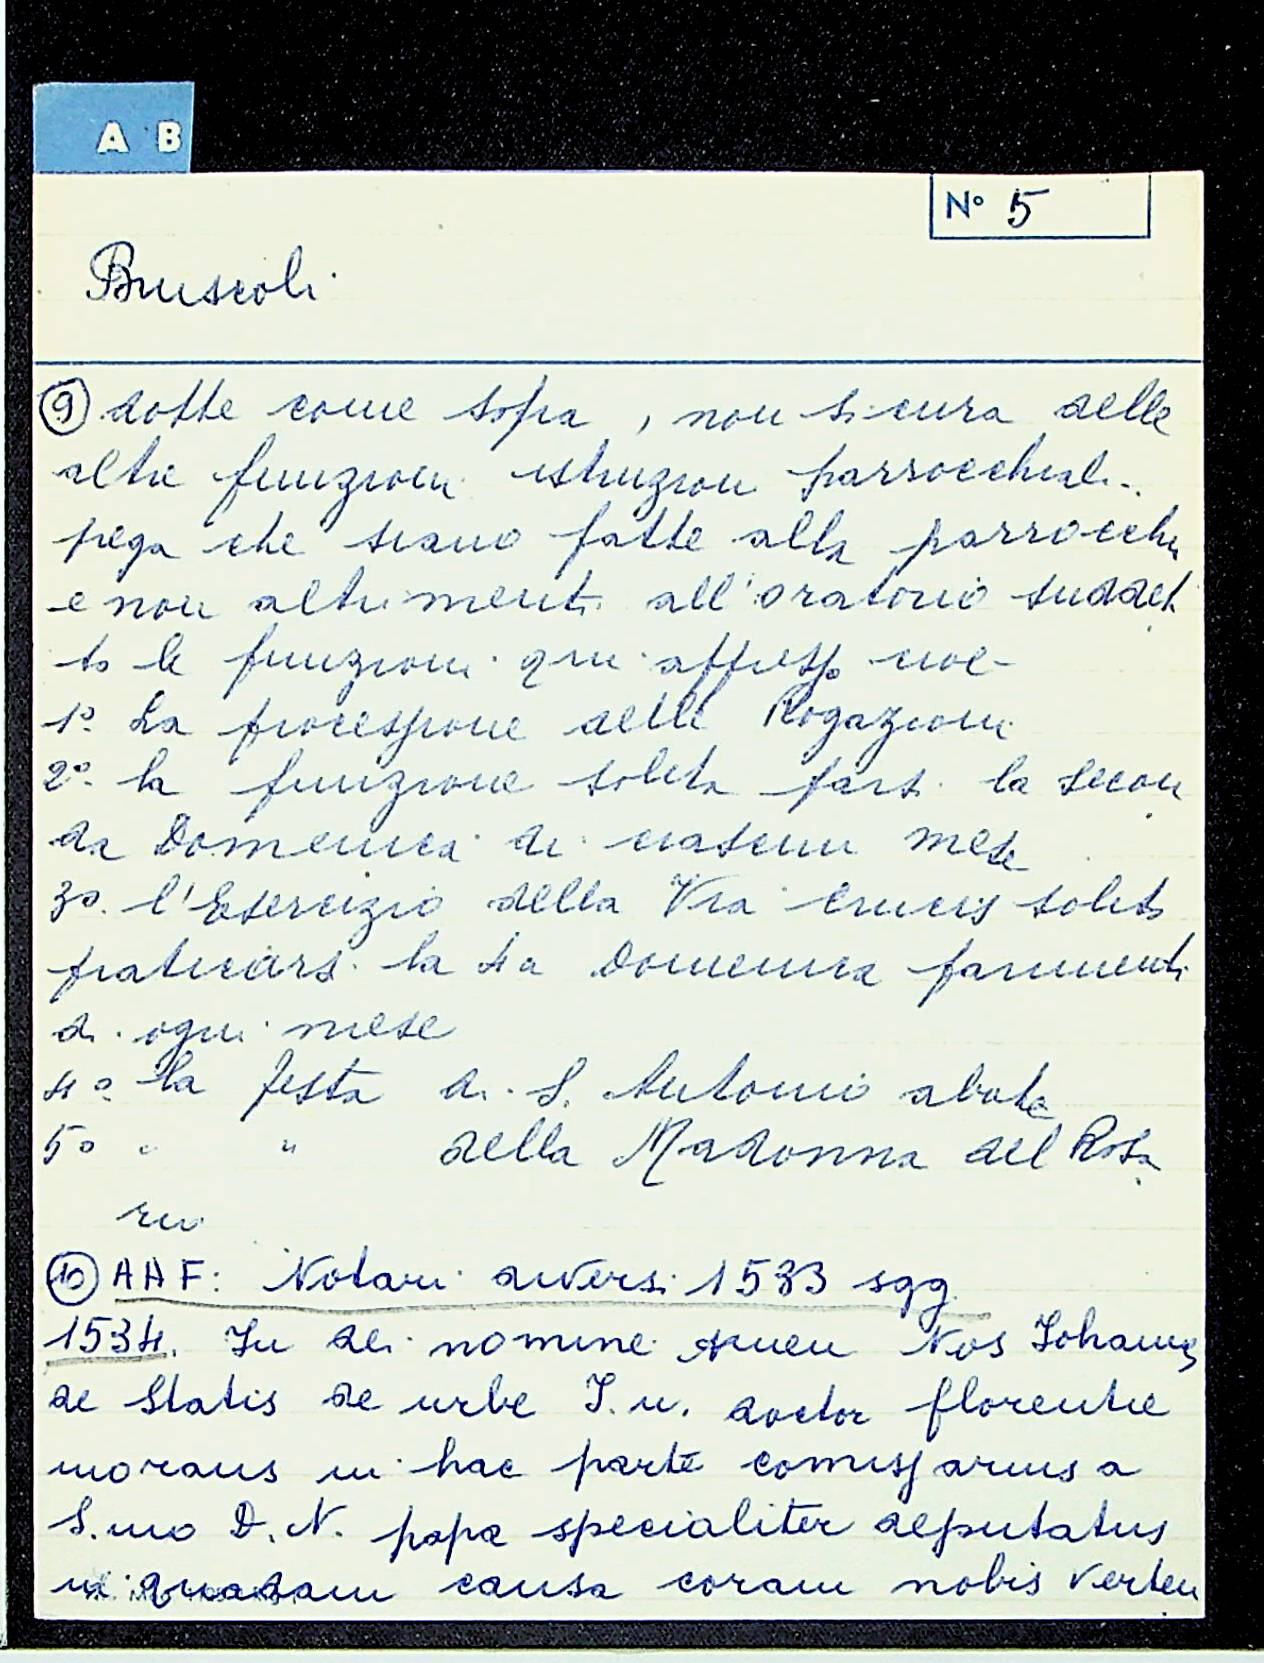 A B
N° 5
Bruscoli
9 dotte come sopra, non si cura delle
altre funzioni istruzioni parrocchiali
prega che siano fatte alla parrocchia
e non altrimenti all'oratorio suddet
to le funzioni qui appresso cioè
1° La processione delle Rogazioni
2° la funzione solita farsi la secon
da Domenica di ciascun mese
3° l'Esercizio della Via Crucis solito
praticarsi la 4a Domenica parimenti
di ogni mese
4° la festa di S. Antonio abate
5° " " della Madonna del Rosa
rio
10 AAF: Notari diversi 1533 sgg
1534. In dei nomine Amen Nos Johannes
de Statis de urbe J. u. doctor florentie
morans in hac parte comissarius a
S.mo D. N. papa specialiter deputatus
in quadam causa coram nobis verten